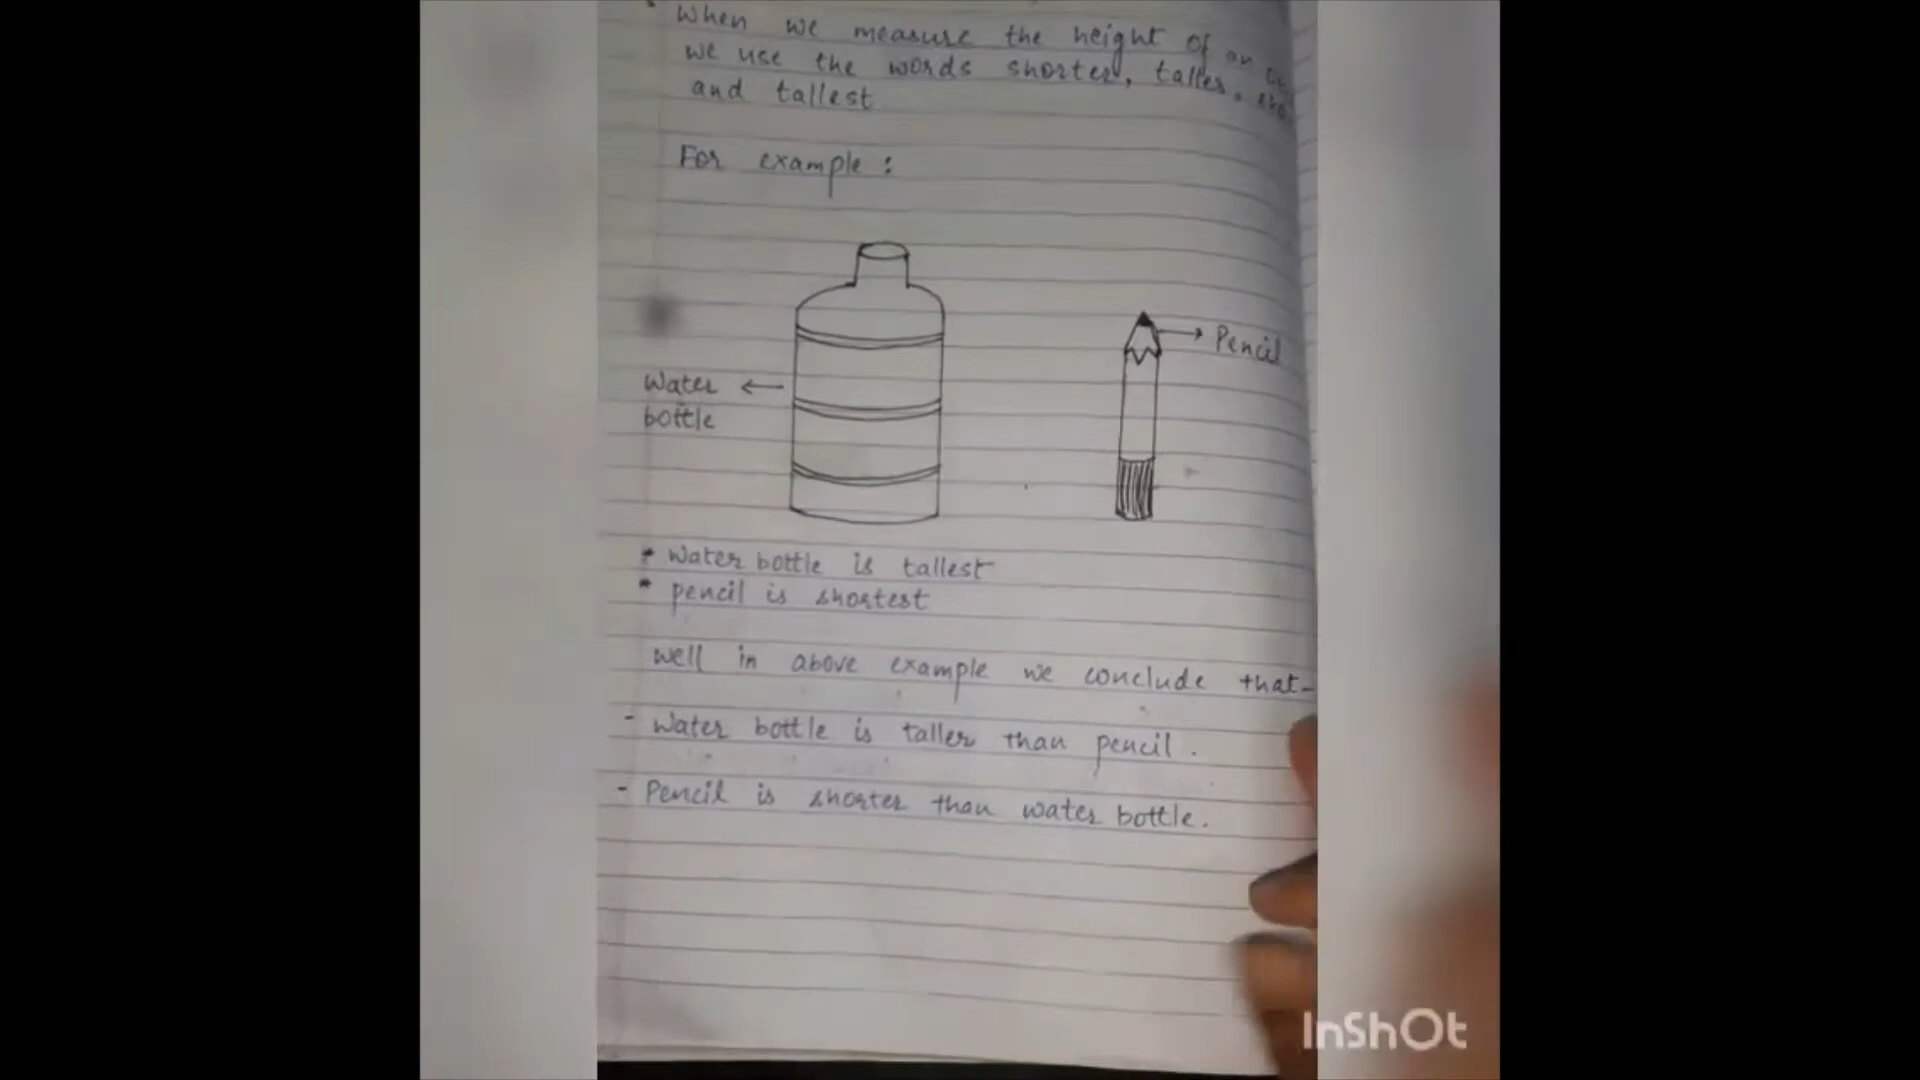 When we measure the height of an
we use the words shorter, taller,
and tallest
For example :
Pencil
Water
bottle
* Water bottle is tallest
* pencil is shortest
well in above example we conclude that-
- Water bottle is taller than pencil.
- Pencil is shorter than water bottle.
InShOt